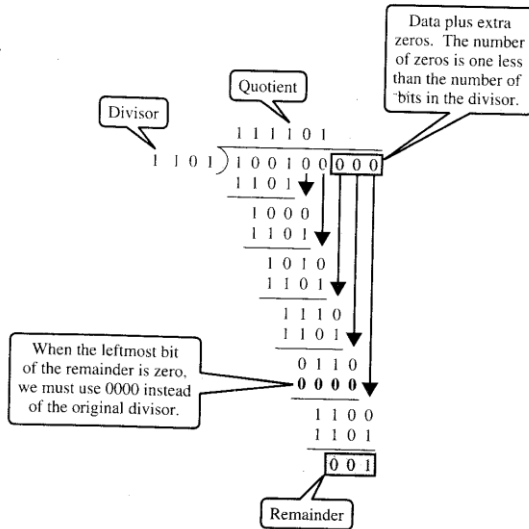 Data plus extra
zeros. The number
of zeros is one less
than the number of
bits in the divisor.
Quotient
Divisor
1 1 1 1 0 1
1 1 0 1 ) 1 0 0 1 0 0 0 0 0
1 1 0 1
1 0 0 0
1 1 0 1
1 0 1 0
1 1 0 1
1 1 1 0
1 1 0 1
When the leftmost bit
of the remainder is zero,
we must use 0000 instead
of the original divisor.
0 1 1 0
0 0 0 0
1 1 0 0
1 1 0 1
0 0 1
Remainder